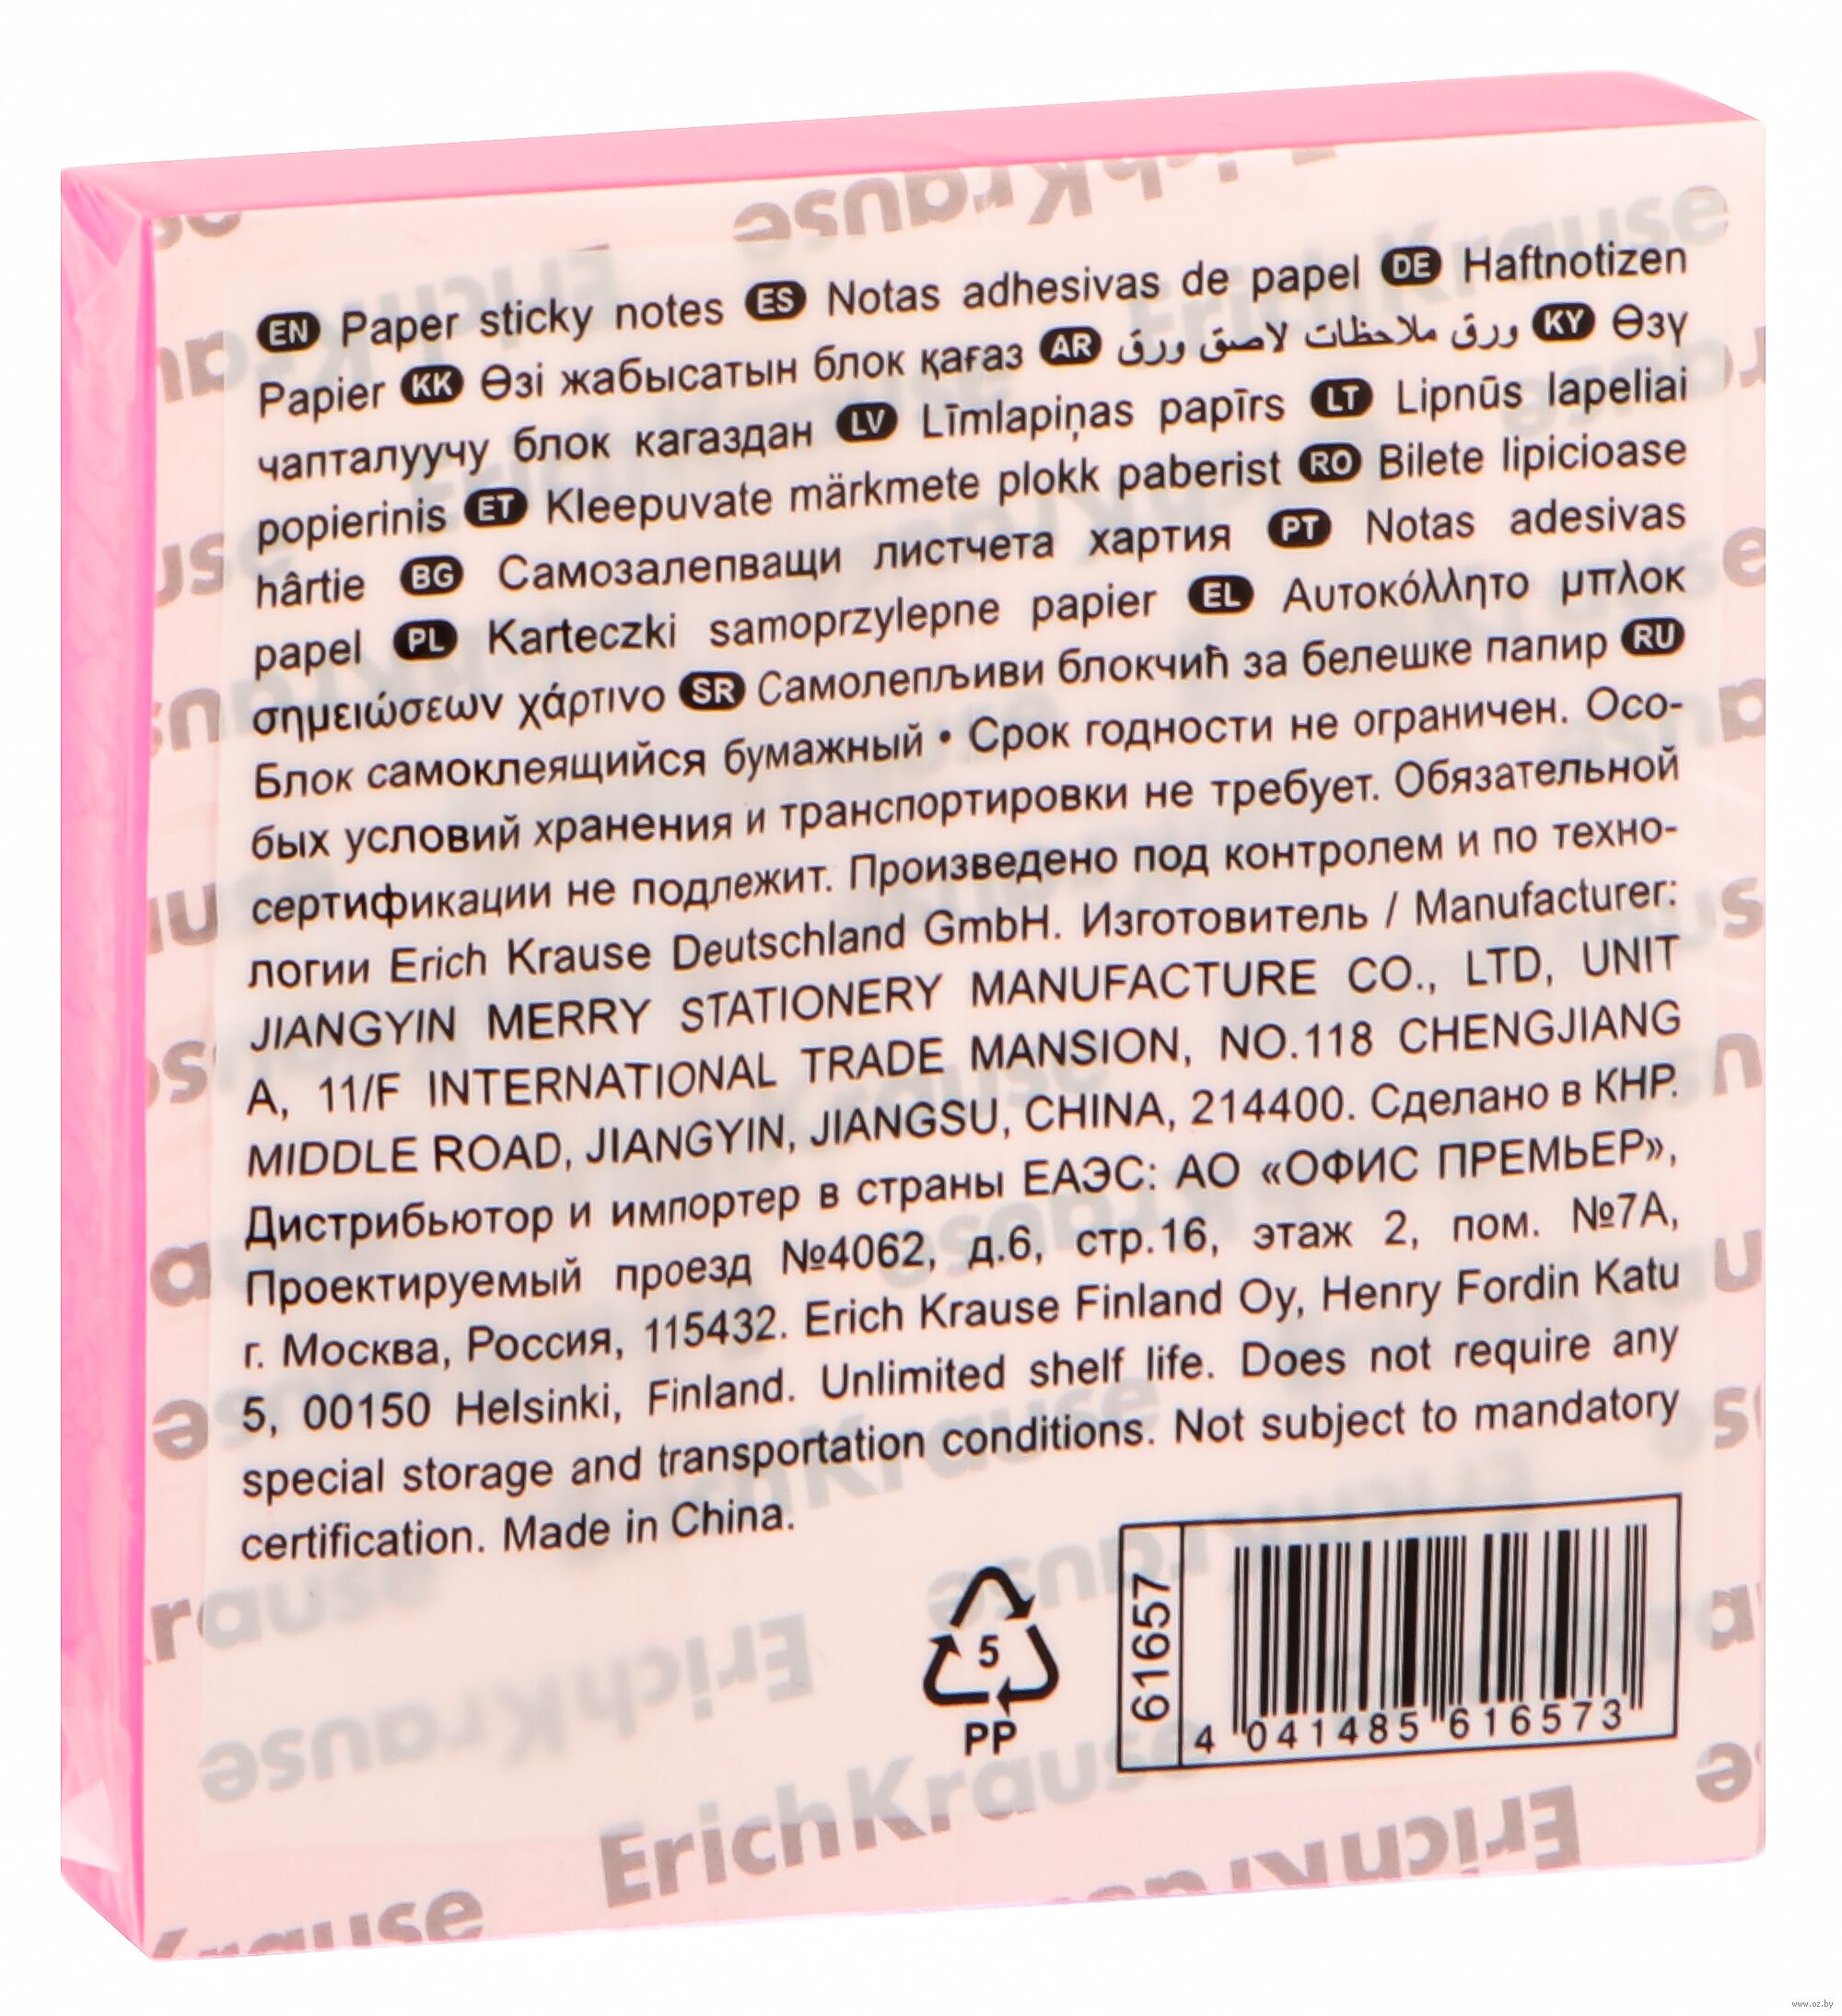 ErichKrause
EN Paper sticky notes ES Notas adhesivas de papel DE Haftnotizen
Papier KK Өзі жабысатын блок қағаз AR ورق ملاحظات لاصق ورق KY Өзү
чапталуучу блок кагаздан LV Līmlapiņas papīrs LT Lipnūs lapeliai
popierinis ET Kleepuvate märkmete plokk paberist RO Bilete lipicioase
hârtie BG Самозалепващи листчета хартия PT Notas adesivas
papel PL Karteczki samoprzylepne papier EL Αυτοκόλλητο μπλοκ
σημειώσεων χάρτινο SR Самолепљиви блокчић за белешке папир RU
Блок самоклеящийся бумажный • Срок годности не ограничен. Осо-
бых условий хранения и транспортировки не требует. Обязательной
сертификации не подлежит. Произведено под контролем и по техно-
логии Erich Krause Deutschland GmbH. Изготовитель / Manufacturer:
JIANGYIN MERRY STATIONERY MANUFACTURE CO., LTD, UNIT
A, 11/F INTERNATIONAL TRADE MANSION, NO.118 CHENGJIANG
MIDDLE ROAD, JIANGYIN, JIANGSU, CHINA, 214400. Сделано в КНР.
Дистрибьютор и импортер в страны ЕАЭС: АО «ОФИС ПРЕМЬЕР»,
Проектируемый проезд №4062, д.6, стр.16, этаж 2, пом. №7А,
г. Москва, Россия, 115432. Erich Krause Finland Oy, Henry Fordin Katu
5, 00150 Helsinki, Finland. Unlimited shelf life. Does not require any
special storage and transportation conditions. Not subject to mandatory
certification. Made in China.
5
PP
61657
4 041485 616573
ErichKrause
ErichKrause
ErichKrause
www.oz.by